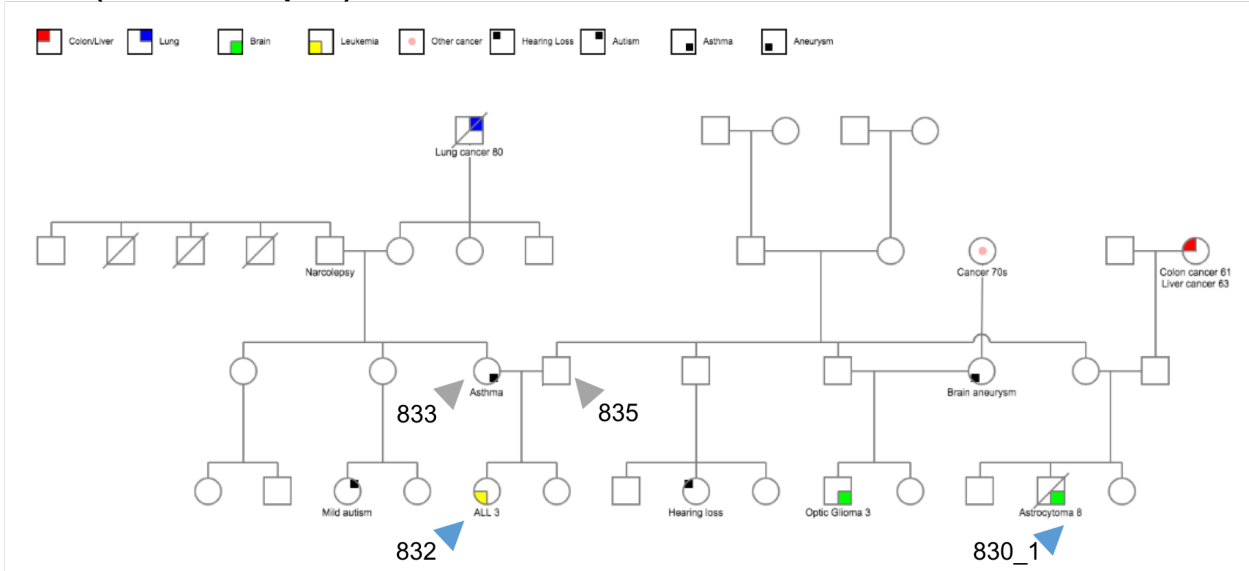 Colon/Liver Lung Brain Leukemia Other cancer Hearing Loss Autism Asthma Aneurysm
Lung cancer 80
Narcolepsy
Cancer 70s
Colon cancer 61
Liver cancer 63
Asthma
Brain aneurysm
833
835
Mild autism
ALL 3
Hearing loss
Optic Glioma 3
Astrocytoma 8
832
830_1